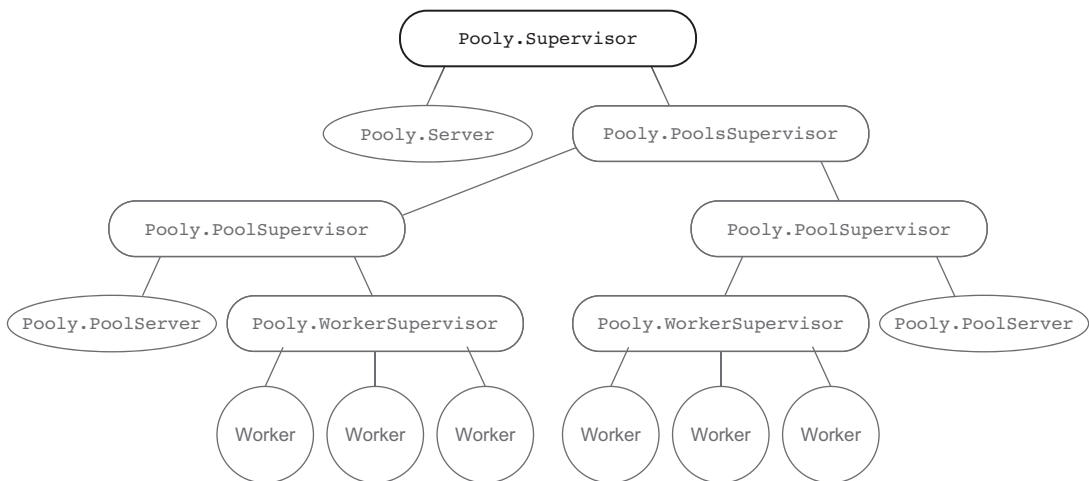 Pooly.Supervisor
Pooly.Server
Pooly.PoolsSupervisor
Pooly.PoolSupervisor
Pooly.PoolSupervisor
Pooly.PoolServer
Pooly.WorkerSupervisor
Pooly.WorkerSupervisor
Pooly.PoolServer
Worker
Worker
Worker
Worker
Worker
Worker